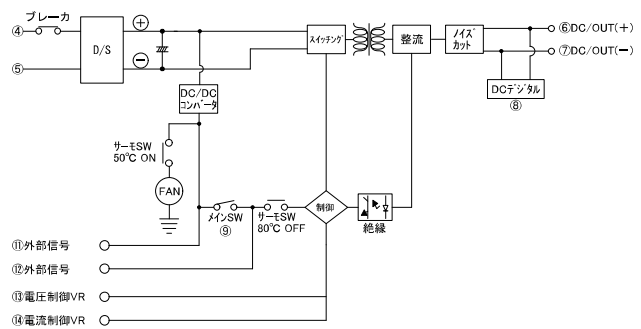 ブレーカ
④
⑤
D/S
+
−
DC/DC
コンバータ
スイッチング
整流
ノイズ
カット
⑥DC/OUT(+)
⑦DC/OUT(−)
DCデジタル
⑧
サーモSW
50℃ ON
FAN
メインSW
⑨
サーモSW
80℃ OFF
制御
絶縁
⑪外部信号
⑫外部信号
⑬電圧制御VR
⑭電流制御VR